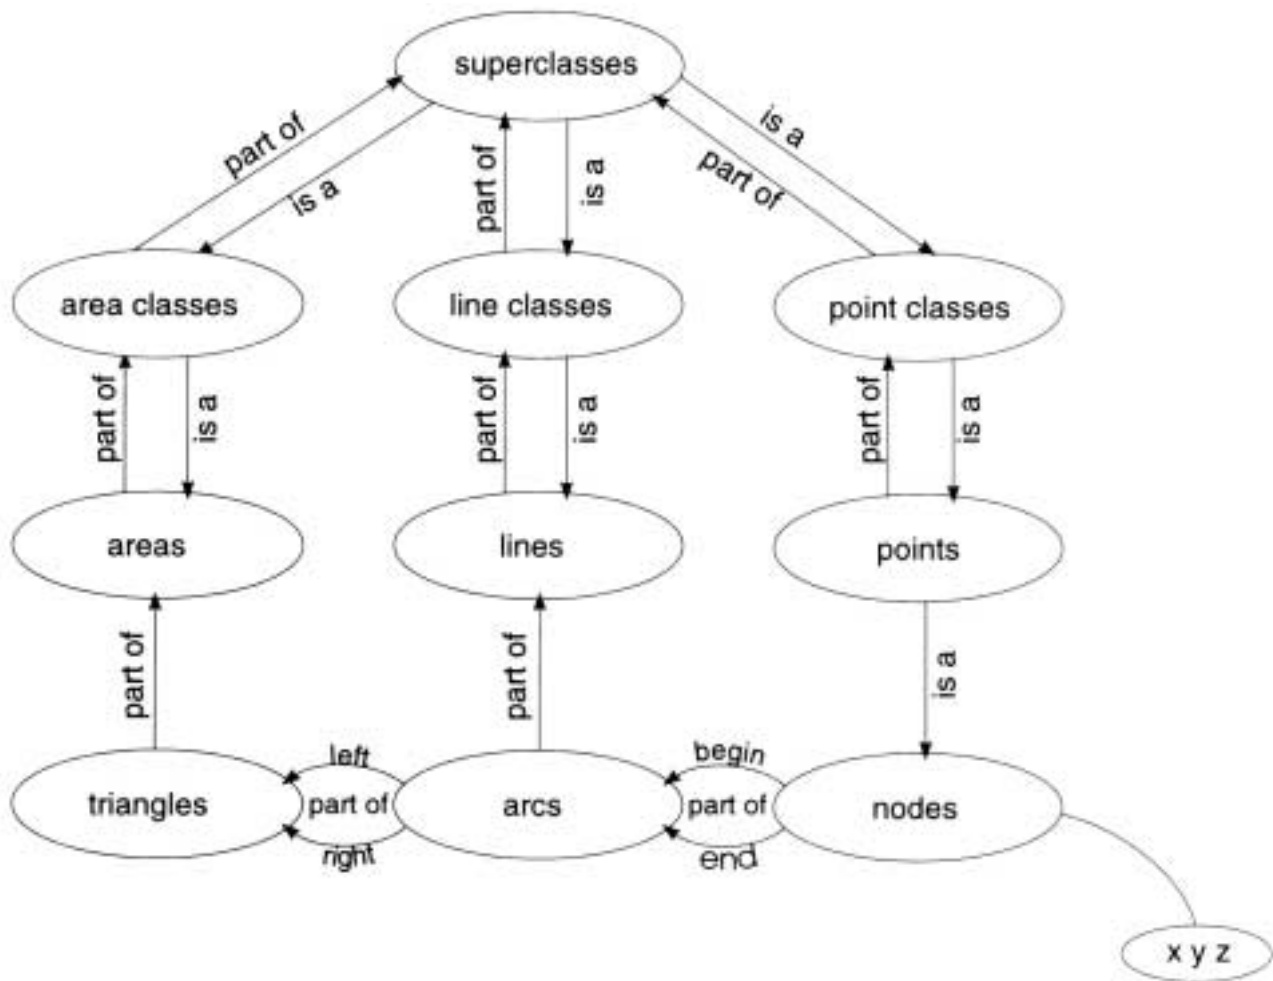 superclasses
part of
is a
part of
is a
is a
part of
area classes
line classes
point classes
part of
is a
part of
is a
part of
is a
areas
lines
points
part of
part of
is a
left
begin
triangles
part of
arcs
part of
nodes
right
end
x y z